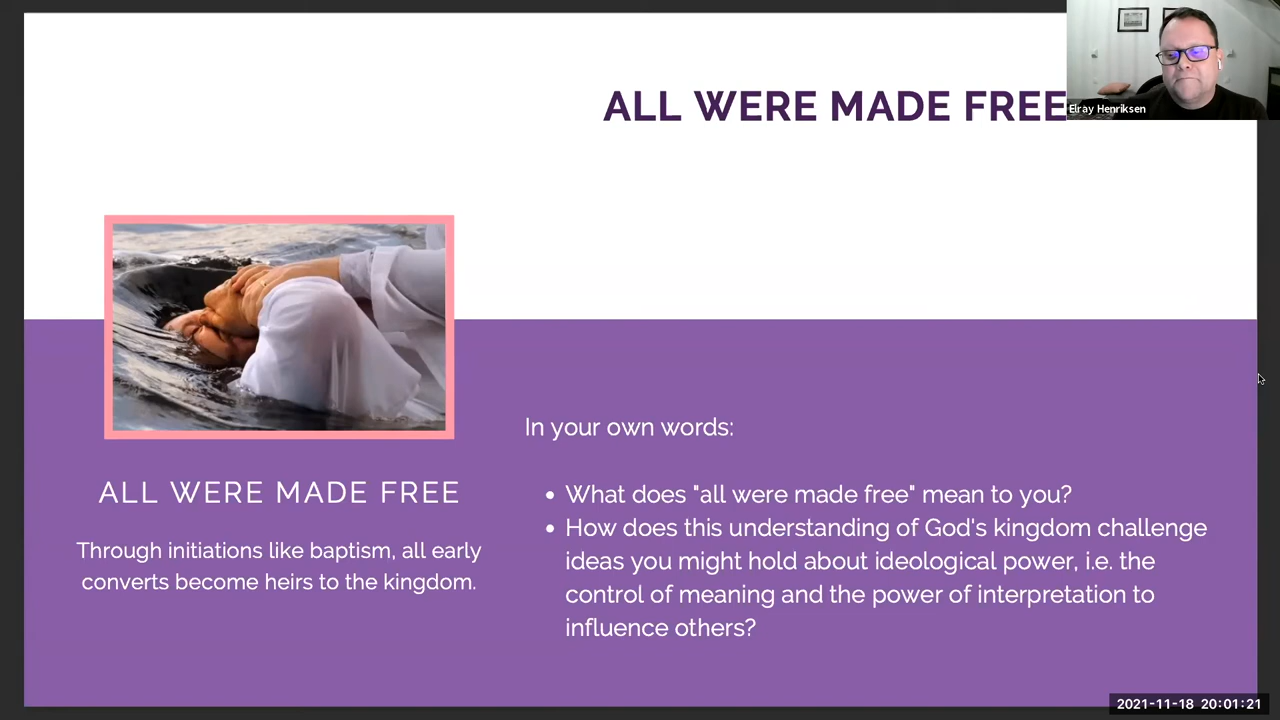 ALL WERE MADE FREE
Elray Henriksen
ALL WERE MADE FREE
Through initiations like baptism, all early
converts become heirs to the kingdom.
In your own words:
• What does "all were made free" mean to you?
• How does this understanding of God's kingdom challenge
ideas you might hold about ideological power, i.e. the
control of meaning and the power of interpretation to
influence others?
2021-11-18 20:01:21